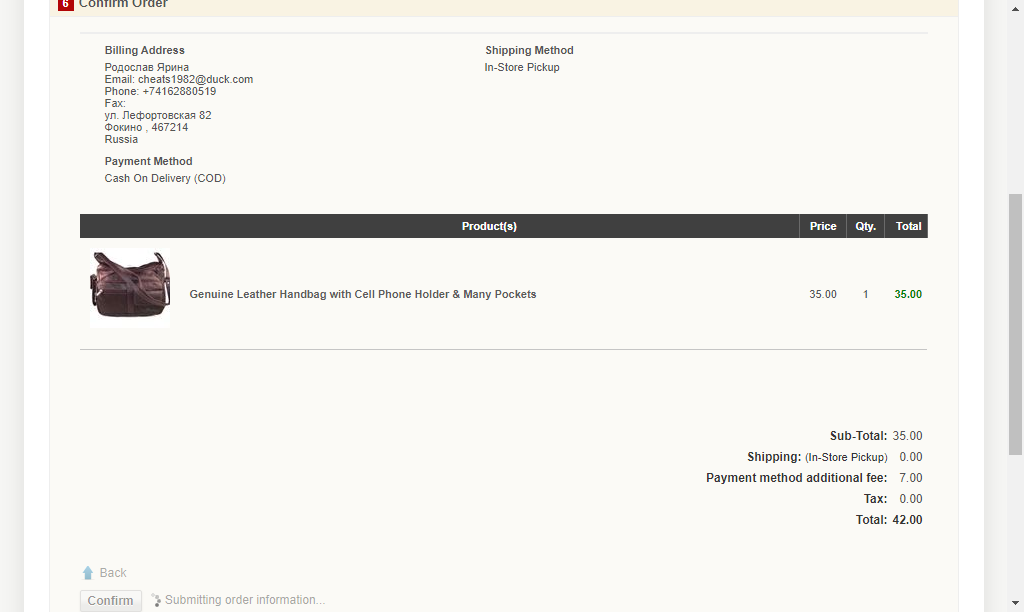 6 Confirm Order
Billing Address
Родослав Ярина
Email: cheats1982@duck.com
Phone: +74162880519
Fax:
ул. Лефортовская 82
Фокино , 467214
Russia
Payment Method
Cash On Delivery (COD)
Shipping Method
In-Store Pickup
Product(s) Price Qty. Total
Genuine Leather Handbag with Cell Phone Holder & Many Pockets 35.00 1 35.00
Sub-Total: 35.00
Shipping: (In-Store Pickup) 0.00
Payment method additional fee: 7.00
Tax: 0.00
Total: 42.00
Back
Confirm Submitting order information...